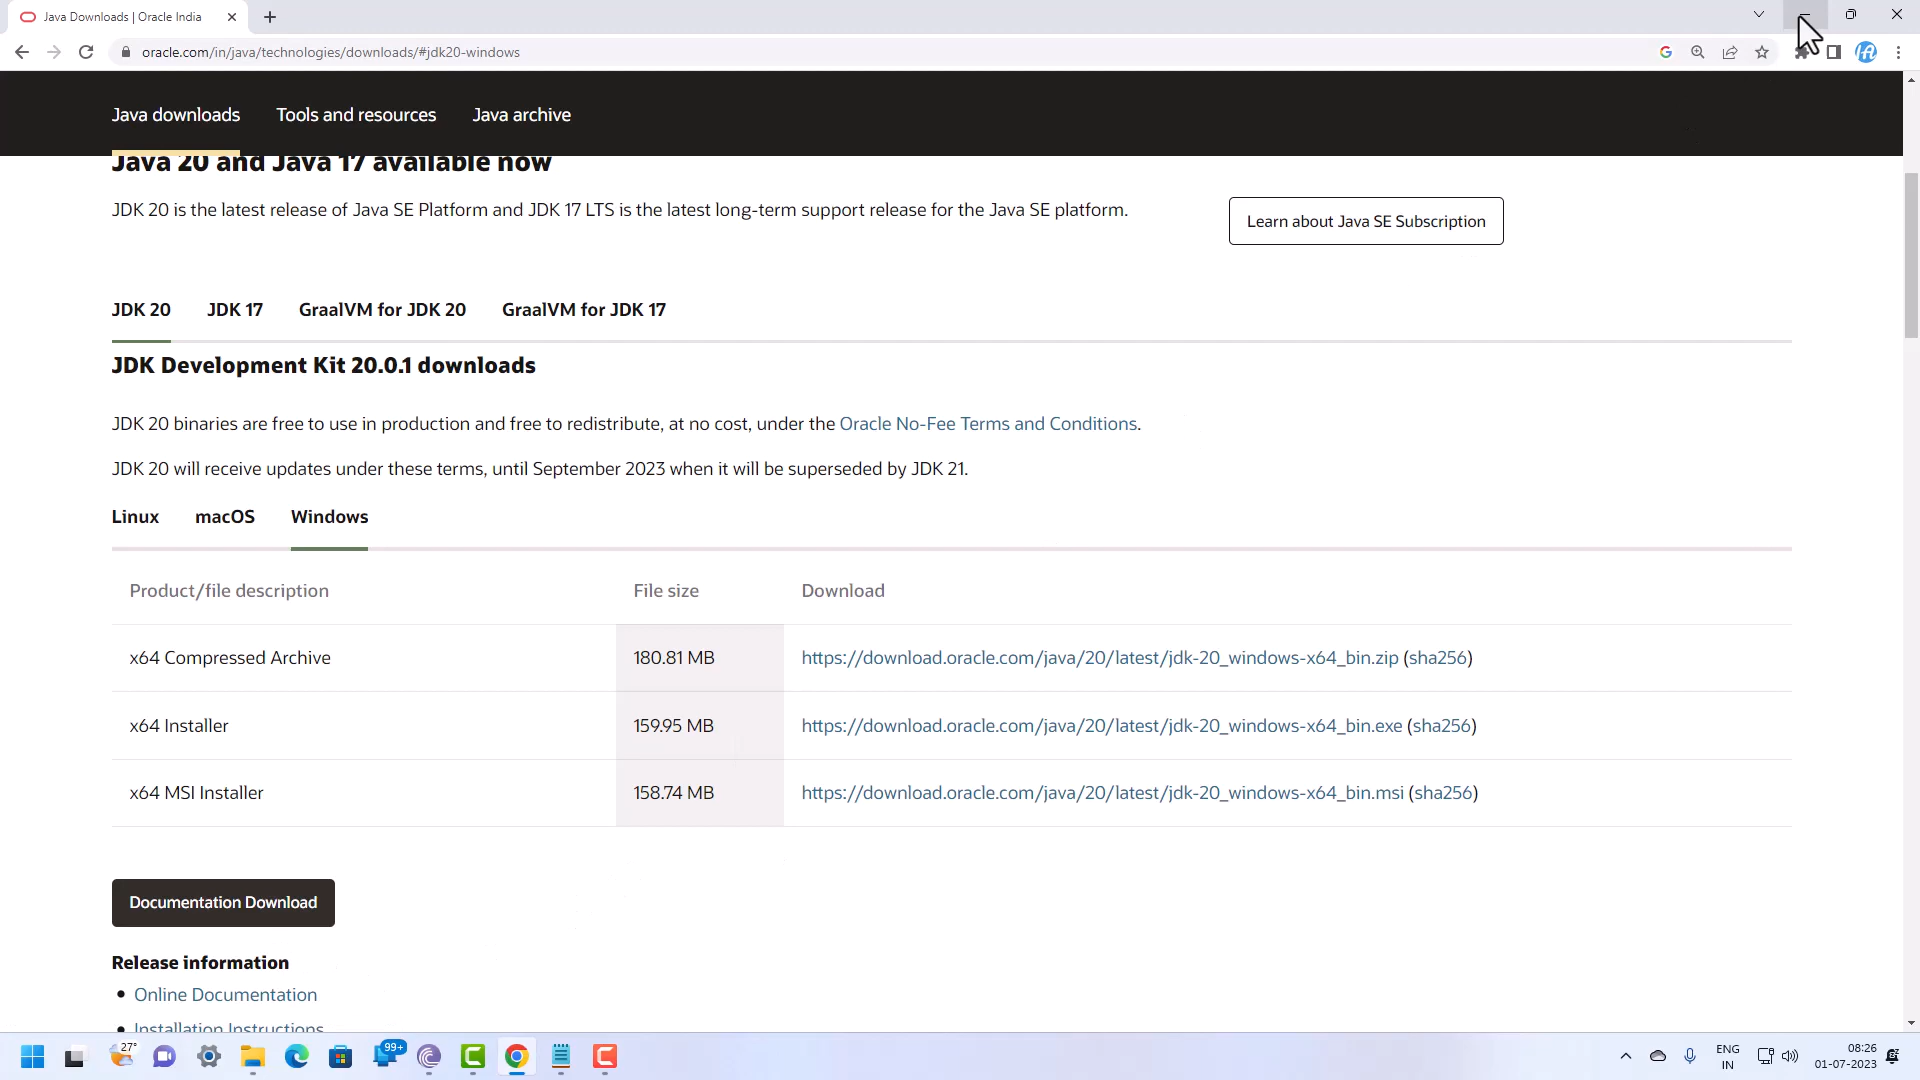 Java Downloads | Oracle India
oracle.com/in/java/technologies/downloads/#jdk20-windows
Java downloads Tools and resources Java archive
Java 20 and Java 17 available now
JDK 20 is the latest release of Java SE Platform and JDK 17 LTS is the latest long-term support release for the Java SE platform.
Learn about Java SE Subscription
JDK 20 JDK 17 GraalVM for JDK 20 GraalVM for JDK 17
JDK Development Kit 20.0.1 downloads
JDK 20 binaries are free to use in production and free to redistribute, at no cost, under the Oracle No-Fee Terms and Conditions.
JDK 20 will receive updates under these terms, until September 2023 when it will be superseded by JDK 21.
Linux macOS Windows
Product/file description File size Download
x64 Compressed Archive 180.81 MB https://download.oracle.com/java/20/latest/jdk-20_windows-x64_bin.zip (sha256)
x64 Installer 159.95 MB https://download.oracle.com/java/20/latest/jdk-20_windows-x64_bin.exe (sha256)
x64 MSI Installer 158.74 MB https://download.oracle.com/java/20/latest/jdk-20_windows-x64_bin.msi (sha256)
Documentation Download
Release information
• Online Documentation
• Installation Instructions
27° 99+ ENG 08:26
IN 01-07-2023